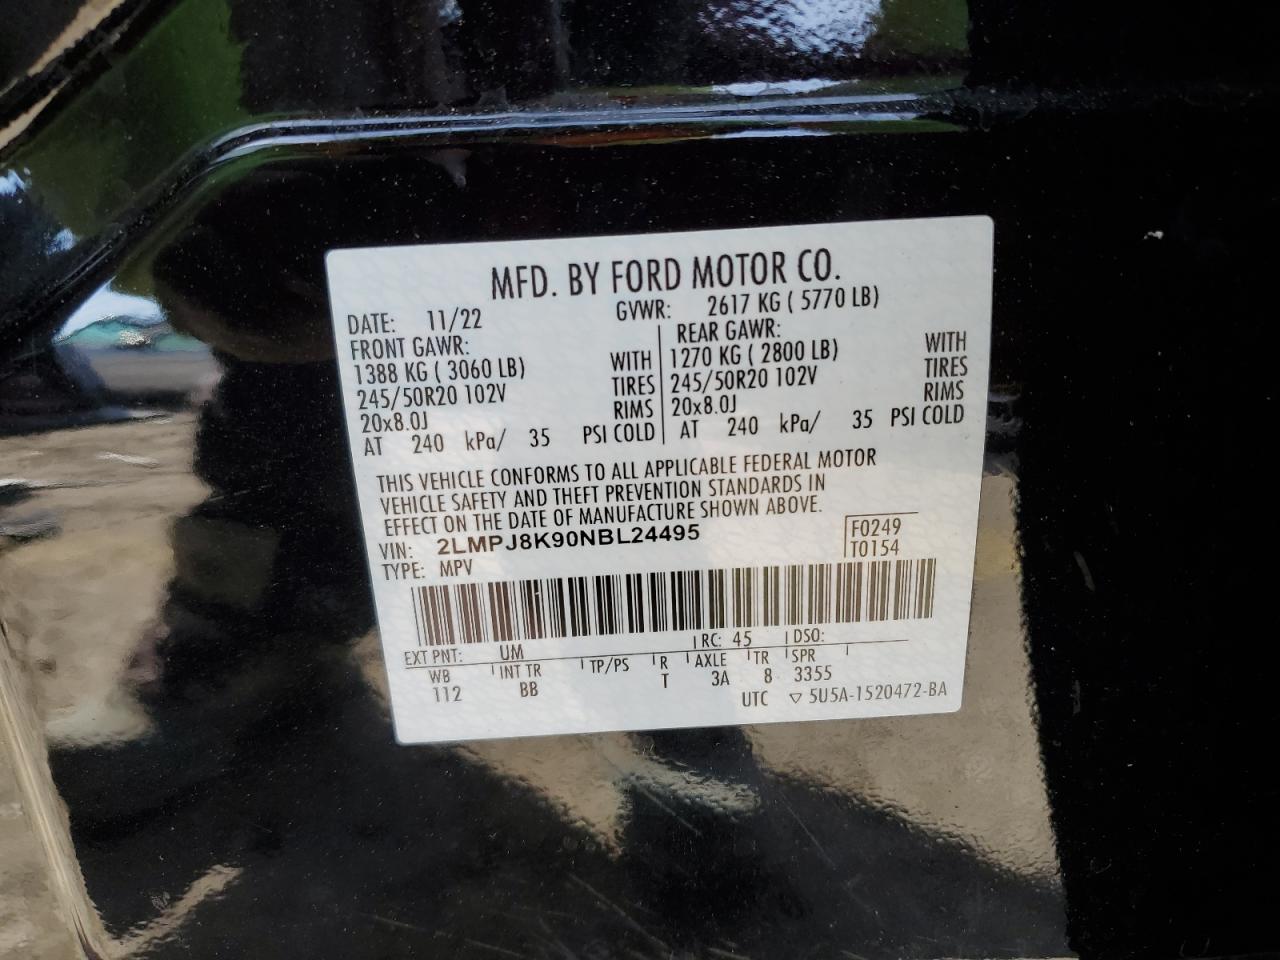 MFD. BY FORD MOTOR CO.
DATE: 11/22 GVWR: 2617 KG ( 5770 LB)
FRONT GAWR: REAR GAWR:
1388 KG ( 3060 LB) WITH 1270 KG ( 2800 LB) WITH
245/50R20 102V TIRES 245/50R20 102V TIRES
20x8.0J RIMS 20x8.0J RIMS
AT 240 kPa/ 35 PSI COLD AT 240 kPa/ 35 PSI COLD
THIS VEHICLE CONFORMS TO ALL APPLICABLE FEDERAL MOTOR
VEHICLE SAFETY AND THEFT PREVENTION STANDARDS IN
EFFECT ON THE DATE OF MANUFACTURE SHOWN ABOVE.
VIN: 2LMPJ8K90NBL24495 F0249
TYPE: MPV T0154
EXT PNT: UM RC: 45 DSO:
WB INT TR TP/PS R AXLE TR SPR
112 BB T 3A 8 3355
UTC ▽ 5U5A-1520472-BA